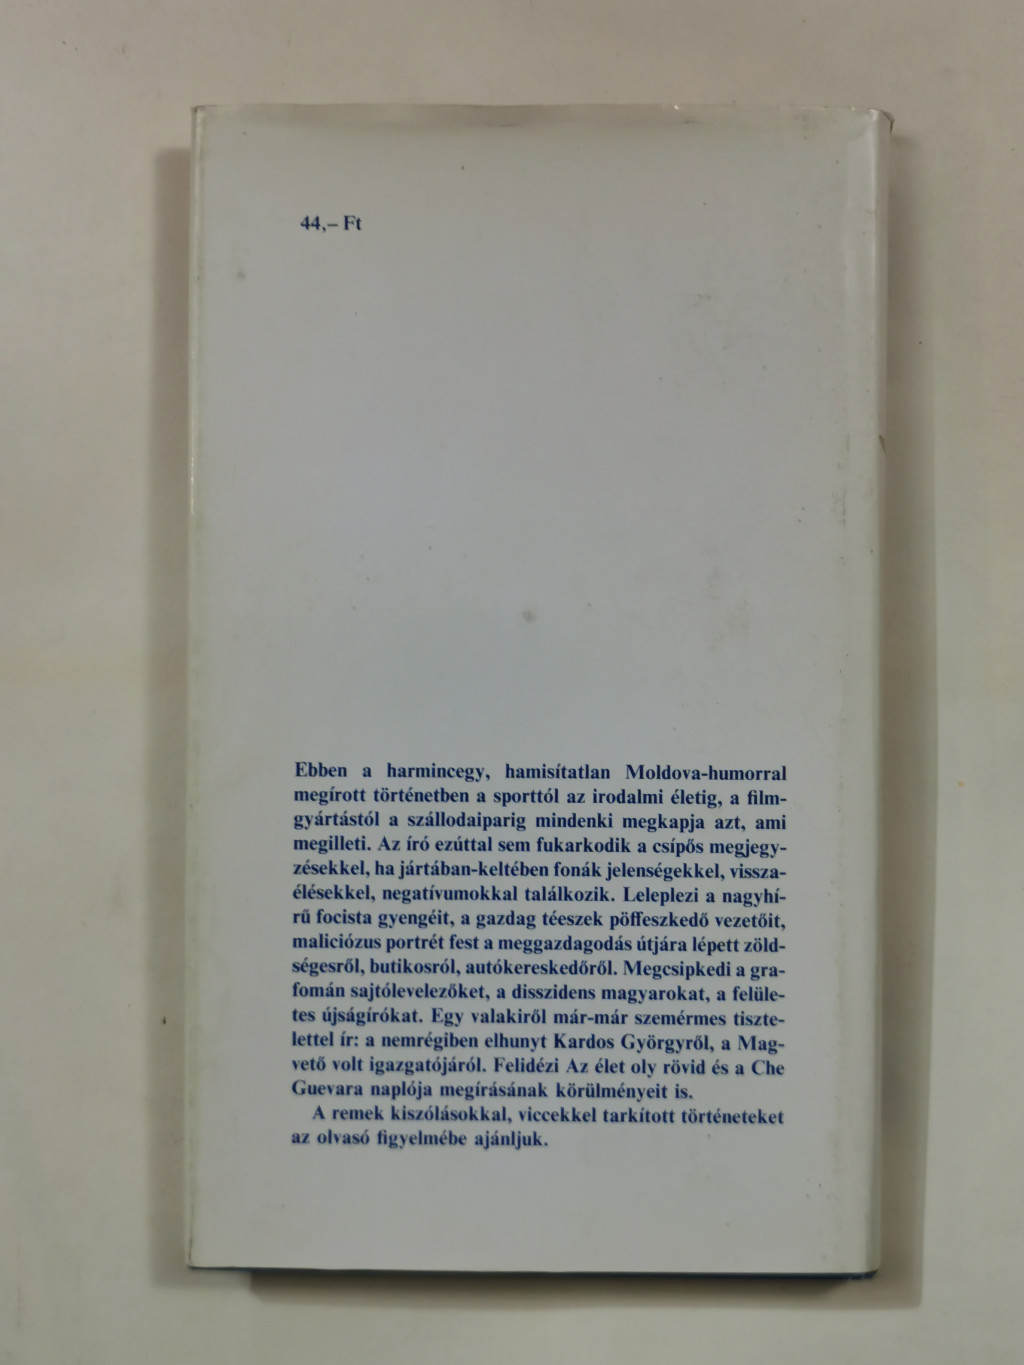 44,– Ft
Ebben a harmincegy, hamisítatlan Moldova-humorral
megírott történetben a sporttól az irodalmi életig, a film-
gyártástól a szállodaiparig mindenki megkapja azt, ami
megilleti. Az író ezúttal sem fukarkodik a csípős megjegy-
zésekkel, ha jártában-keltében fonák jelenségekkel, vissza-
élésekkel, negatívumokkal találkozik. Leleplezi a nagyhí-
rű focista gyengéit, a gazdag téeszek pöffeszkedő vezetőit,
maliciózus portrét fest a meggazdagodás útjára lépett zöld-
ségesről, butikosról, autókereskedőről. Megcsipkedi a gra-
fomán sajtólevelezőket, a disszidens magyarokat, a felüle-
tes újságírókat. Egy valakiről már-már szemérmes tiszte-
lettel ír: a nemrégiben elhunyt Kardos Györgyről, a Mag-
vető volt igazgatójáról. Felidézi Az élet oly rövid és a Che
Guevara naplója megírásának körülményeit is.
A remek kiszólásokkal, viccekkel tarkított történeteket
az olvasó figyelmébe ajánljuk.